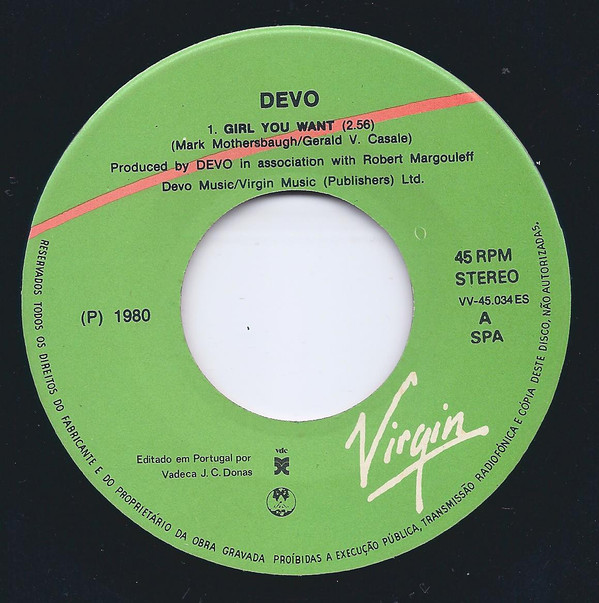 DEVO
1. GIRL YOU WANT (2.56)
(Mark Mothersbaugh/Gerald V. Casale)
Produced by DEVO in association with Robert Margouleff
Devo Music/Virgin Music (Publishers) Ltd.
45 RPM
STEREO
VV-45.034 ES
A
SPA
(P) 1980
Virgin
vdc
Editado em Portugal por
Vadeca J. C. Donas
RESERVADOS TODOS OS DIREITOS DO FABRICANTE E DO PROPRIETÁRIO DA OBRA GRAVADA PROÍBIDAS A EXECUÇÃO PÚBLICA, TRANSMISSÃO RADIOFÓNICA E CÓPIA DESTE DISCO, NÃO AUTORIZADAS.